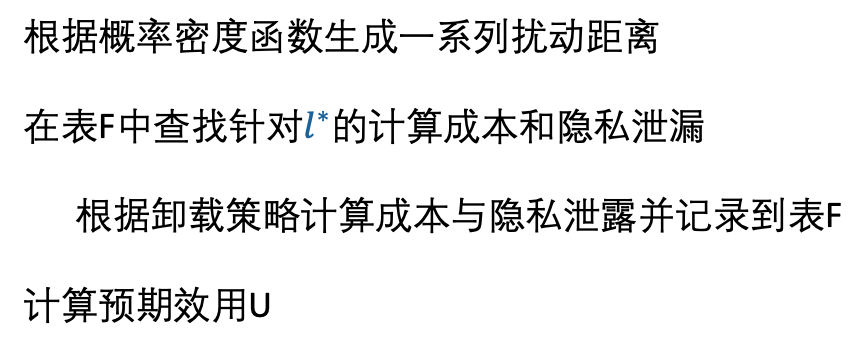 根据概率密度函数生成一系列扰动距离
在表F中查找针对l*的计算成本和隐私泄漏
根据卸载策略计算成本与隐私泄露并记录到表F
计算预期效用U